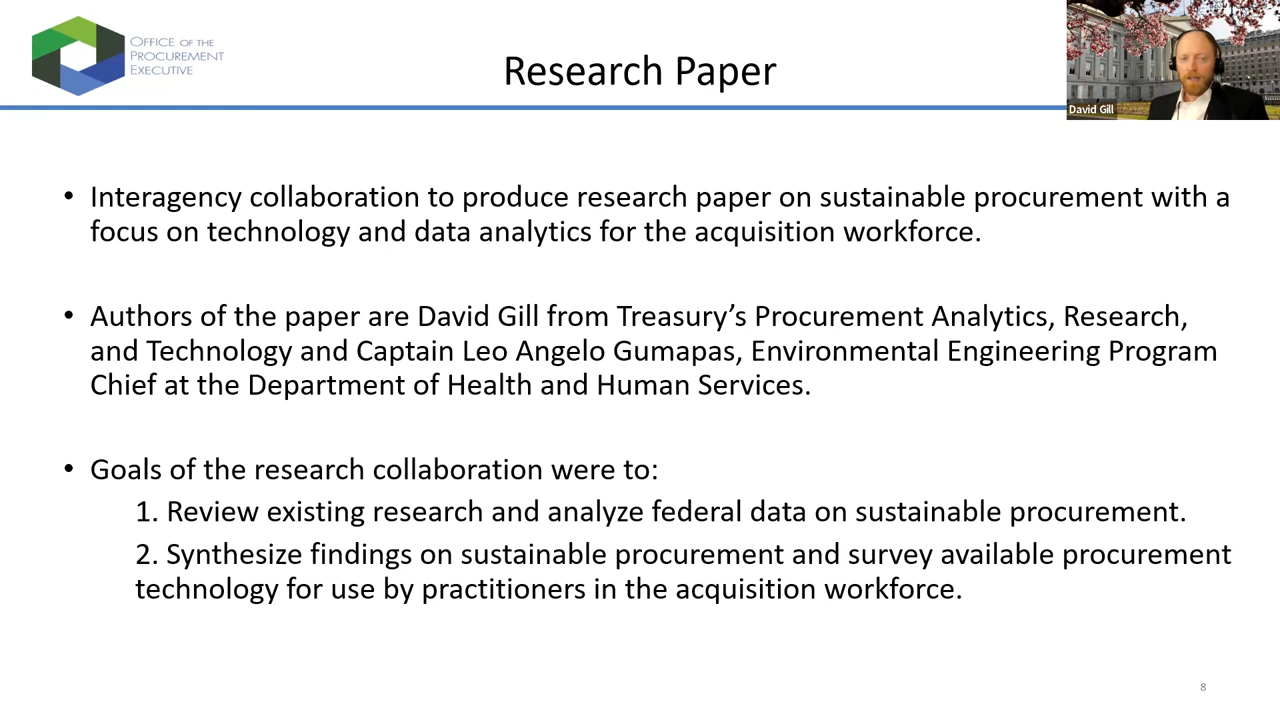 OFFICE OF THE
PROCUREMENT
EXECUTIVE
Research Paper
David Gill
• Interagency collaboration to produce research paper on sustainable procurement with a
focus on technology and data analytics for the acquisition workforce.
• Authors of the paper are David Gill from Treasury’s Procurement Analytics, Research,
and Technology and Captain Leo Angelo Gumapas, Environmental Engineering Program
Chief at the Department of Health and Human Services.
• Goals of the research collaboration were to:
1. Review existing research and analyze federal data on sustainable procurement.
2. Synthesize findings on sustainable procurement and survey available procurement
technology for use by practitioners in the acquisition workforce.
8